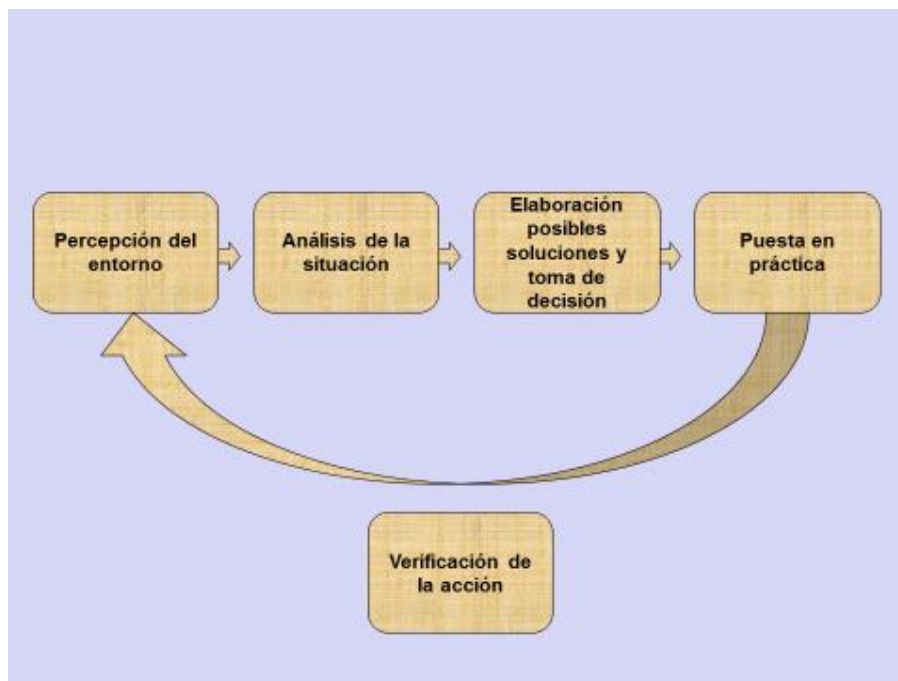 Percepción del
entorno
Análisis de la
situación
Elaboración
posibles
soluciones y
toma de
decisión
Puesta en
práctica
Verificación de
la acción